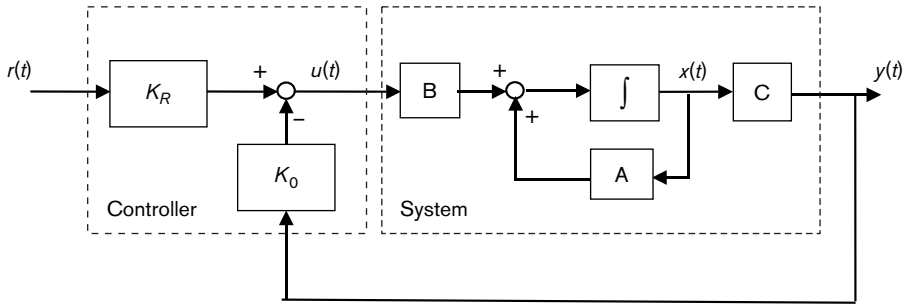 r(t)
K_R
+
−
u(t)
K_0
Controller
B
+
+
∫
x(t)
A
C
y(t)
System